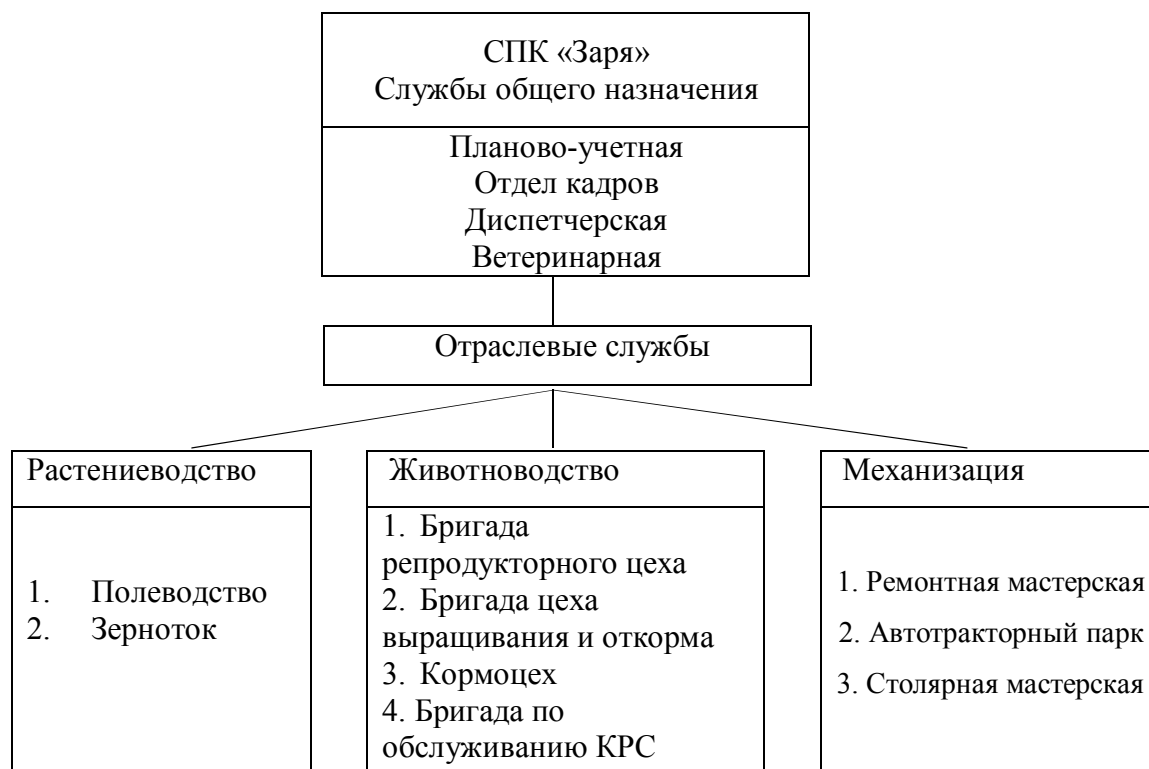 СПК «Заря»
Службы общего назначения
Планово-учетная
Отдел кадров
Диспетчерская
Ветеринарная
Отраслевые службы
Растениеводство
1. Полеводство
2. Зерноток
Животноводство
1. Бригада
репродукторного цеха
2. Бригада цеха
выращивания и откорма
3. Кормоцех
4. Бригада по
обслуживанию КРС
Механизация
1. Ремонтная мастерская
2. Автотракторный парк
3. Столярная мастерская